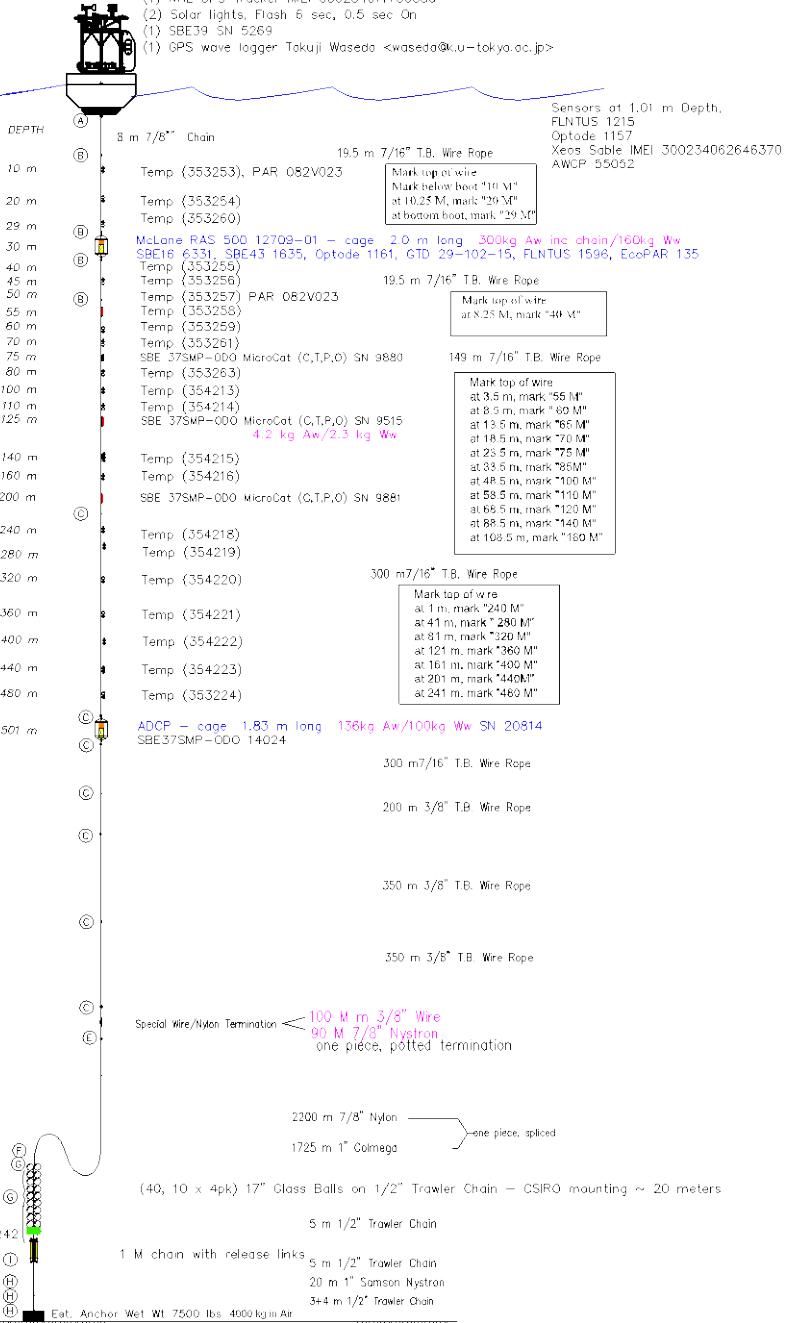 (2) Solar lights, Flash 6 sec, 0.5 sec On
(1) SBE39 SN 5269
(1) GPS wave logger Takuji Waseda <waseda@k.u-tokyo.ac.jp>
Sensors at 1.01 m Depth,
FLNTUS 1215
Optode 1157
Xeos Sable IMEI 300234062646370
AWCP 55052
DEPTH
A
8 m 7/8"" Chain
B
19.5 m 7/16" T.B. Wire Rope
10 m
Temp (353253), PAR 082V023
Mark top of wire
Mark below boot "10 M"
at 10.25 M, mark "20 M"
at bottom boot, mark "29 M"
20 m
Temp (353254)
29 m
Temp (353260)
B
30 m
McLane RAS 500 12709-01 - cage 2.0 m long 300kg Aw inc chain/160kg Ww
SBE16 6331, SBE43 1635, Optode 1161, GTD 29-102-15, FLNTUS 1596, EcoPAR 135
B
40 m
Temp (353255)
45 m
Temp (353256)
19.5 m 7/16" T.B. Wire Rope
50 m
B
Temp (353257) PAR 082V023
Mark top of wire
at 8.25 M, mark "40 M"
55 m
Temp (353258)
60 m
Temp (353259)
70 m
Temp (353261)
75 m
SBE 37SMP-ODO MicroCat (C,T,P,O) SN 9880
149 m 7/16" T.B. Wire Rope
80 m
Temp (353263)
100 m
Temp (354213)
110 m
Temp (354214)
125 m
SBE 37SMP-ODO MicroCat (C,T,P,O) SN 9515
4.2 kg Aw/2.3 kg Ww
Mark top of wire
at 3.5 m, mark "55 M"
at 8.5 m, mark " 60 M"
at 13.5 m, mark "65 M"
at 18.5 m, mark "70 M"
at 23.5 m, mark "75 M"
at 33.5 m, mark "85M"
at 48.5 m, mark "100 M"
at 58.5 m, mark "110 M"
at 68.5 m, mark "120 M"
at 88.5 m, mark "140 M"
at 108.5 m, mark "160 M"
140 m
Temp (354215)
160 m
Temp (354216)
200 m
SBE 37SMP-ODO MicroCat (C,T,P,O) SN 9881
C
240 m
Temp (354218)
280 m
Temp (354219)
320 m
Temp (354220)
300 m7/16" T.B. Wire Rope
Mark top of wire
at 1 m, mark "240 M"
at 41 m, mark " 280 M"
at 81 m, mark "320 M"
at 121 m, mark "360 M"
at 161 m, mark "400 M"
at 201 m, mark "440M"
at 241 m, mark "480 M"
360 m
Temp (354221)
400 m
Temp (354222)
440 m
Temp (354223)
480 m
Temp (353224)
C
501 m
ADCP - cage 1.83 m long 136kg Aw/100kg Ww SN 20814
SBE37SMP-ODO 14024
C
300 m7/16" T.B. Wire Rope
C
200 m 3/8" T.B. Wire Rope
C
350 m 3/8" T.B. Wire Rope
C
350 m 3/8" T.B. Wire Rope
C
Special Wire/Nylon Termination
100 M m 3/8" Wire
90 M 7/8" Nystron
one piece, potted termination
E
2200 m 7/8" Nylon
one piece, spliced
1725 m 1" Colmega
F
G
(40, 10 x 4pk) 17" Glass Balls on 1/2" Trawler Chain - CSIRO mounting ~ 20 meters
G
5 m 1/2" Trawler Chain
242
1 M chain with release links
I
5 m 1/2" Trawler Chain
H
20 m 1" Samson Nystron
H
3+4 m 1/2" Trawler Chain
H
Est. Anchor Wet Wt 7500 lbs 4000 kg in Air